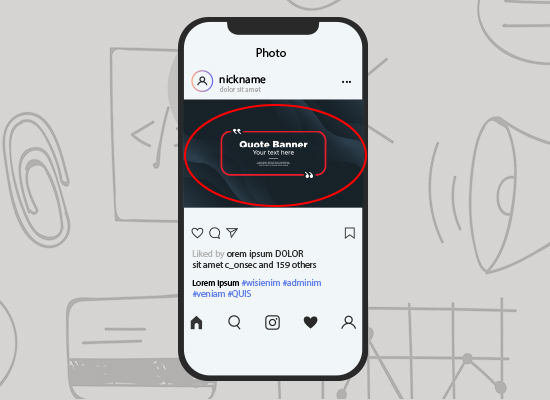 Photo
nickname
dolor sit amet
Quote Banner
Your text here
Liked by orem ipsum DOLOR
sit amet c_onsec and 159 others
Lorem ipsum #wisienim #adminim
#veniam #QUIS